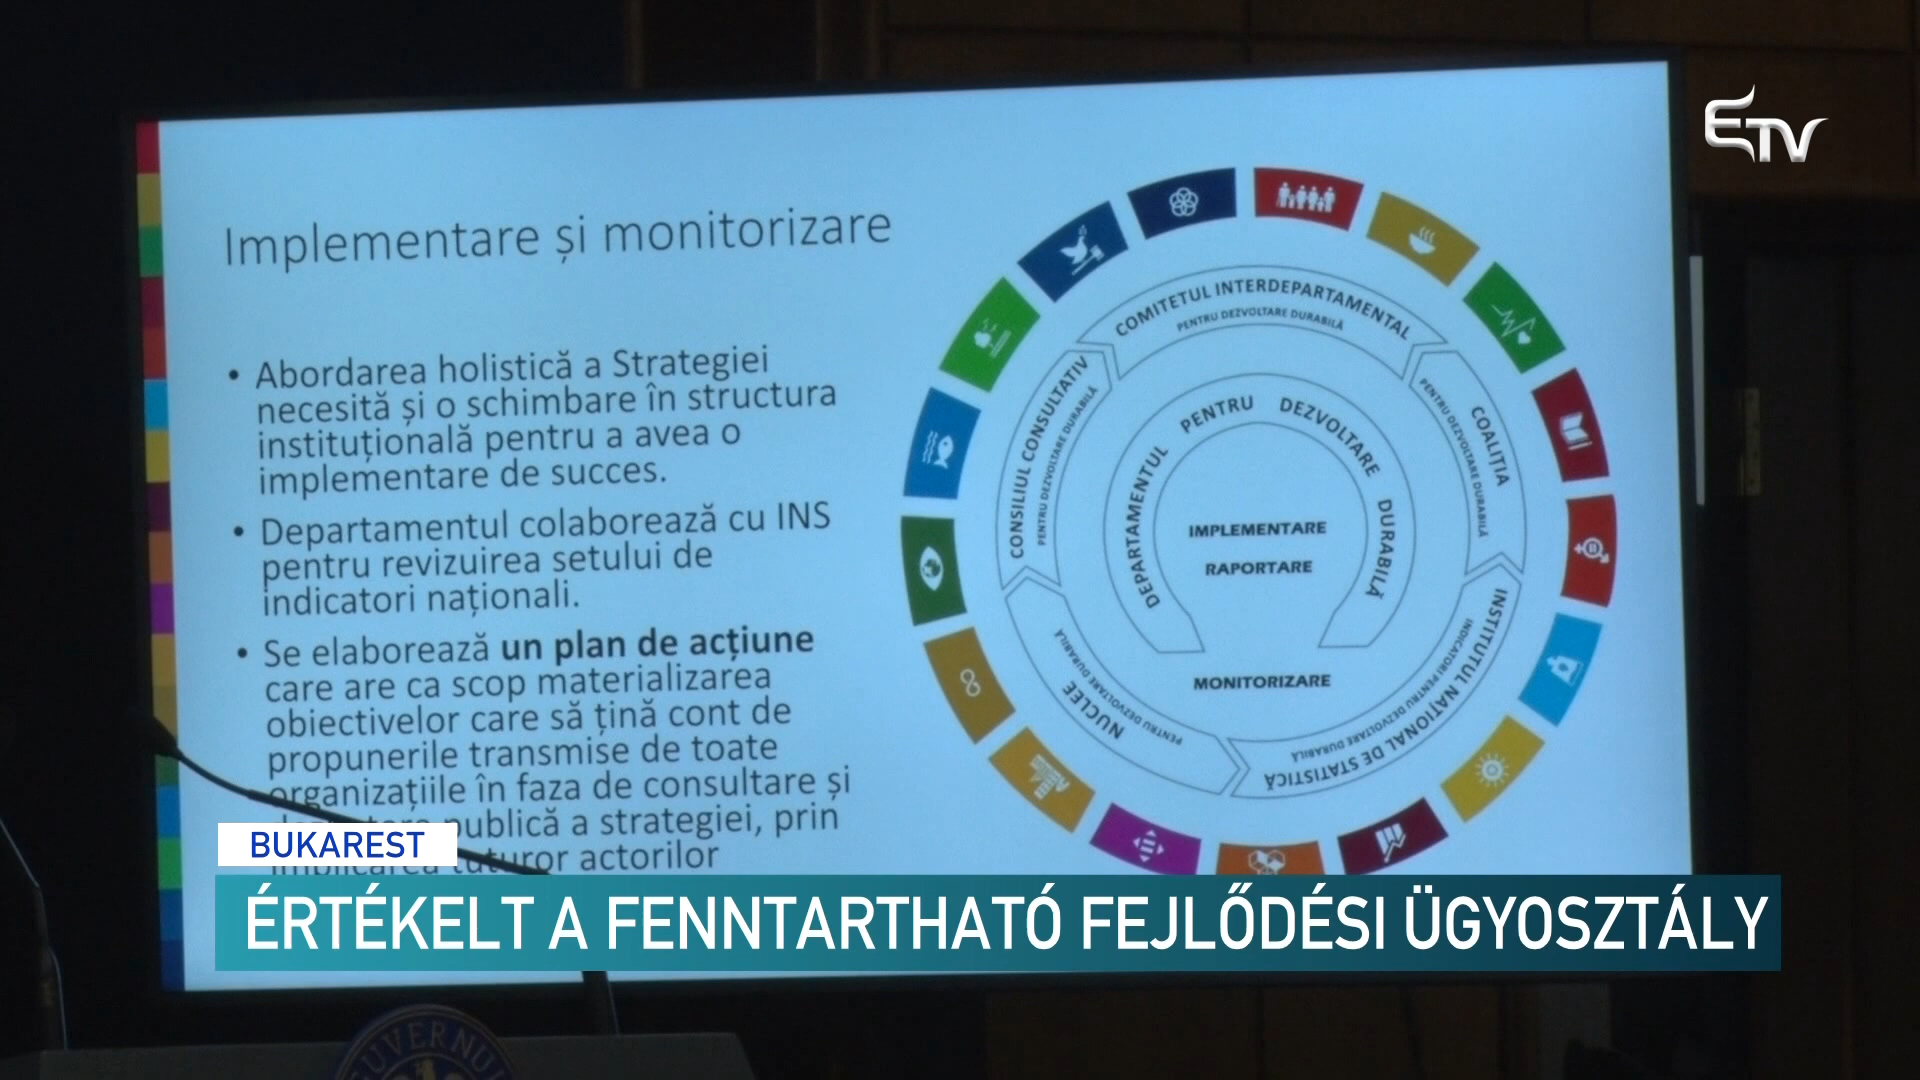 ETV
Implementare și monitorizare
• Abordarea holistică a Strategiei
necesită și o schimbare în structura
instituțională pentru a avea o
implementare de succes.
• Departamentul colaborează cu INS
pentru revizuirea setului de
indicatori naționali.
• Se elaborează un plan de acțiune
care are ca scop materializarea
obiectivelor care să țină cont de
propunerile transmise de toate
organizațiile în faza de consultare și
publică a strategiei, prin
tuturor actorilor
COMITETUL INTERDEPARTAMENTAL
PENTRU DEZVOLTARE DURABILĂ
COALIȚIA
PENTRU DEZVOLTARE DURABILĂ
INSTITUTUL NAȚIONAL DE STATISTICĂ
INDICATORI PENTRU DEZVOLTARE DURABILĂ
NUCLEE
PENTRU DEZVOLTARE DURABILĂ
CONSILIUL CONSULTATIV
PENTRU DEZVOLTARE DURABILĂ
DEPARTAMENTUL PENTRU DEZVOLTARE DURABILĂ
IMPLEMENTARE
RAPORTARE
MONITORIZARE
BUKAREST
ÉRTÉKELT A FENNTARTHATÓ FEJLŐDÉSI ÜGYOSZTÁLY